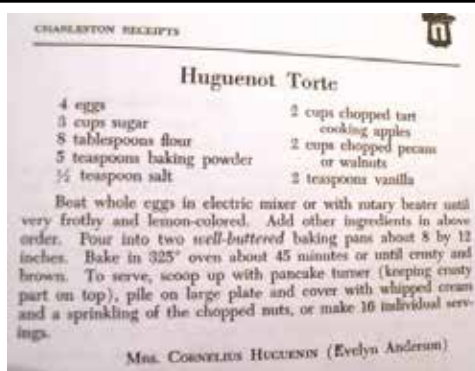 CHARLESTON RECEIPTS
Huguenot Torte
4 eggs
3 cups sugar
8 tablespoons flour
5 teaspoons baking powder
½ teaspoon salt
2 cups chopped tart
cooking apples
2 cups chopped pecans
or walnuts
2 teaspoons vanilla
Beat whole eggs in electric mixer or with rotary beater until
very frothy and lemon-colored. Add other ingredients in above
order. Pour into two well-buttered baking pans about 8 by 12
inches. Bake in 325° oven about 45 minutes or until crusty and
brown. To serve, scoop up with pancake turner (keeping crusty
part on top), pile on large plate and cover with whipped cream
and a sprinkling of the chopped nuts, or make 16 individual serv-
ings.
MRS. CORNELIUS HUGUENIN (Evelyn Anderson)